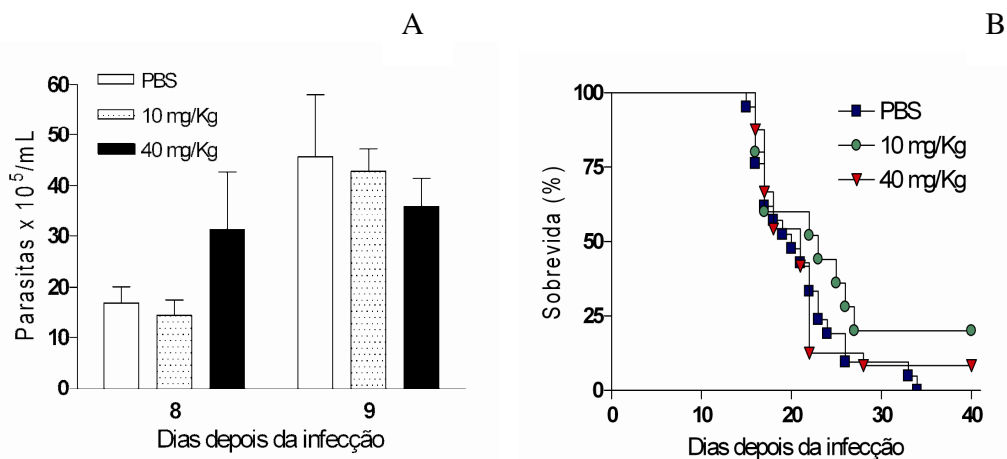 A
Parasitas x 10^5/mL
60
50
40
30
20
10
0
PBS
10 mg/Kg
40 mg/Kg
8 9
Dias depois da infecção
B
Sobrevida (%)
100
75
50
25
0
PBS
10 mg/Kg
40 mg/Kg
0 10 20 30 40
Dias depois da infecção